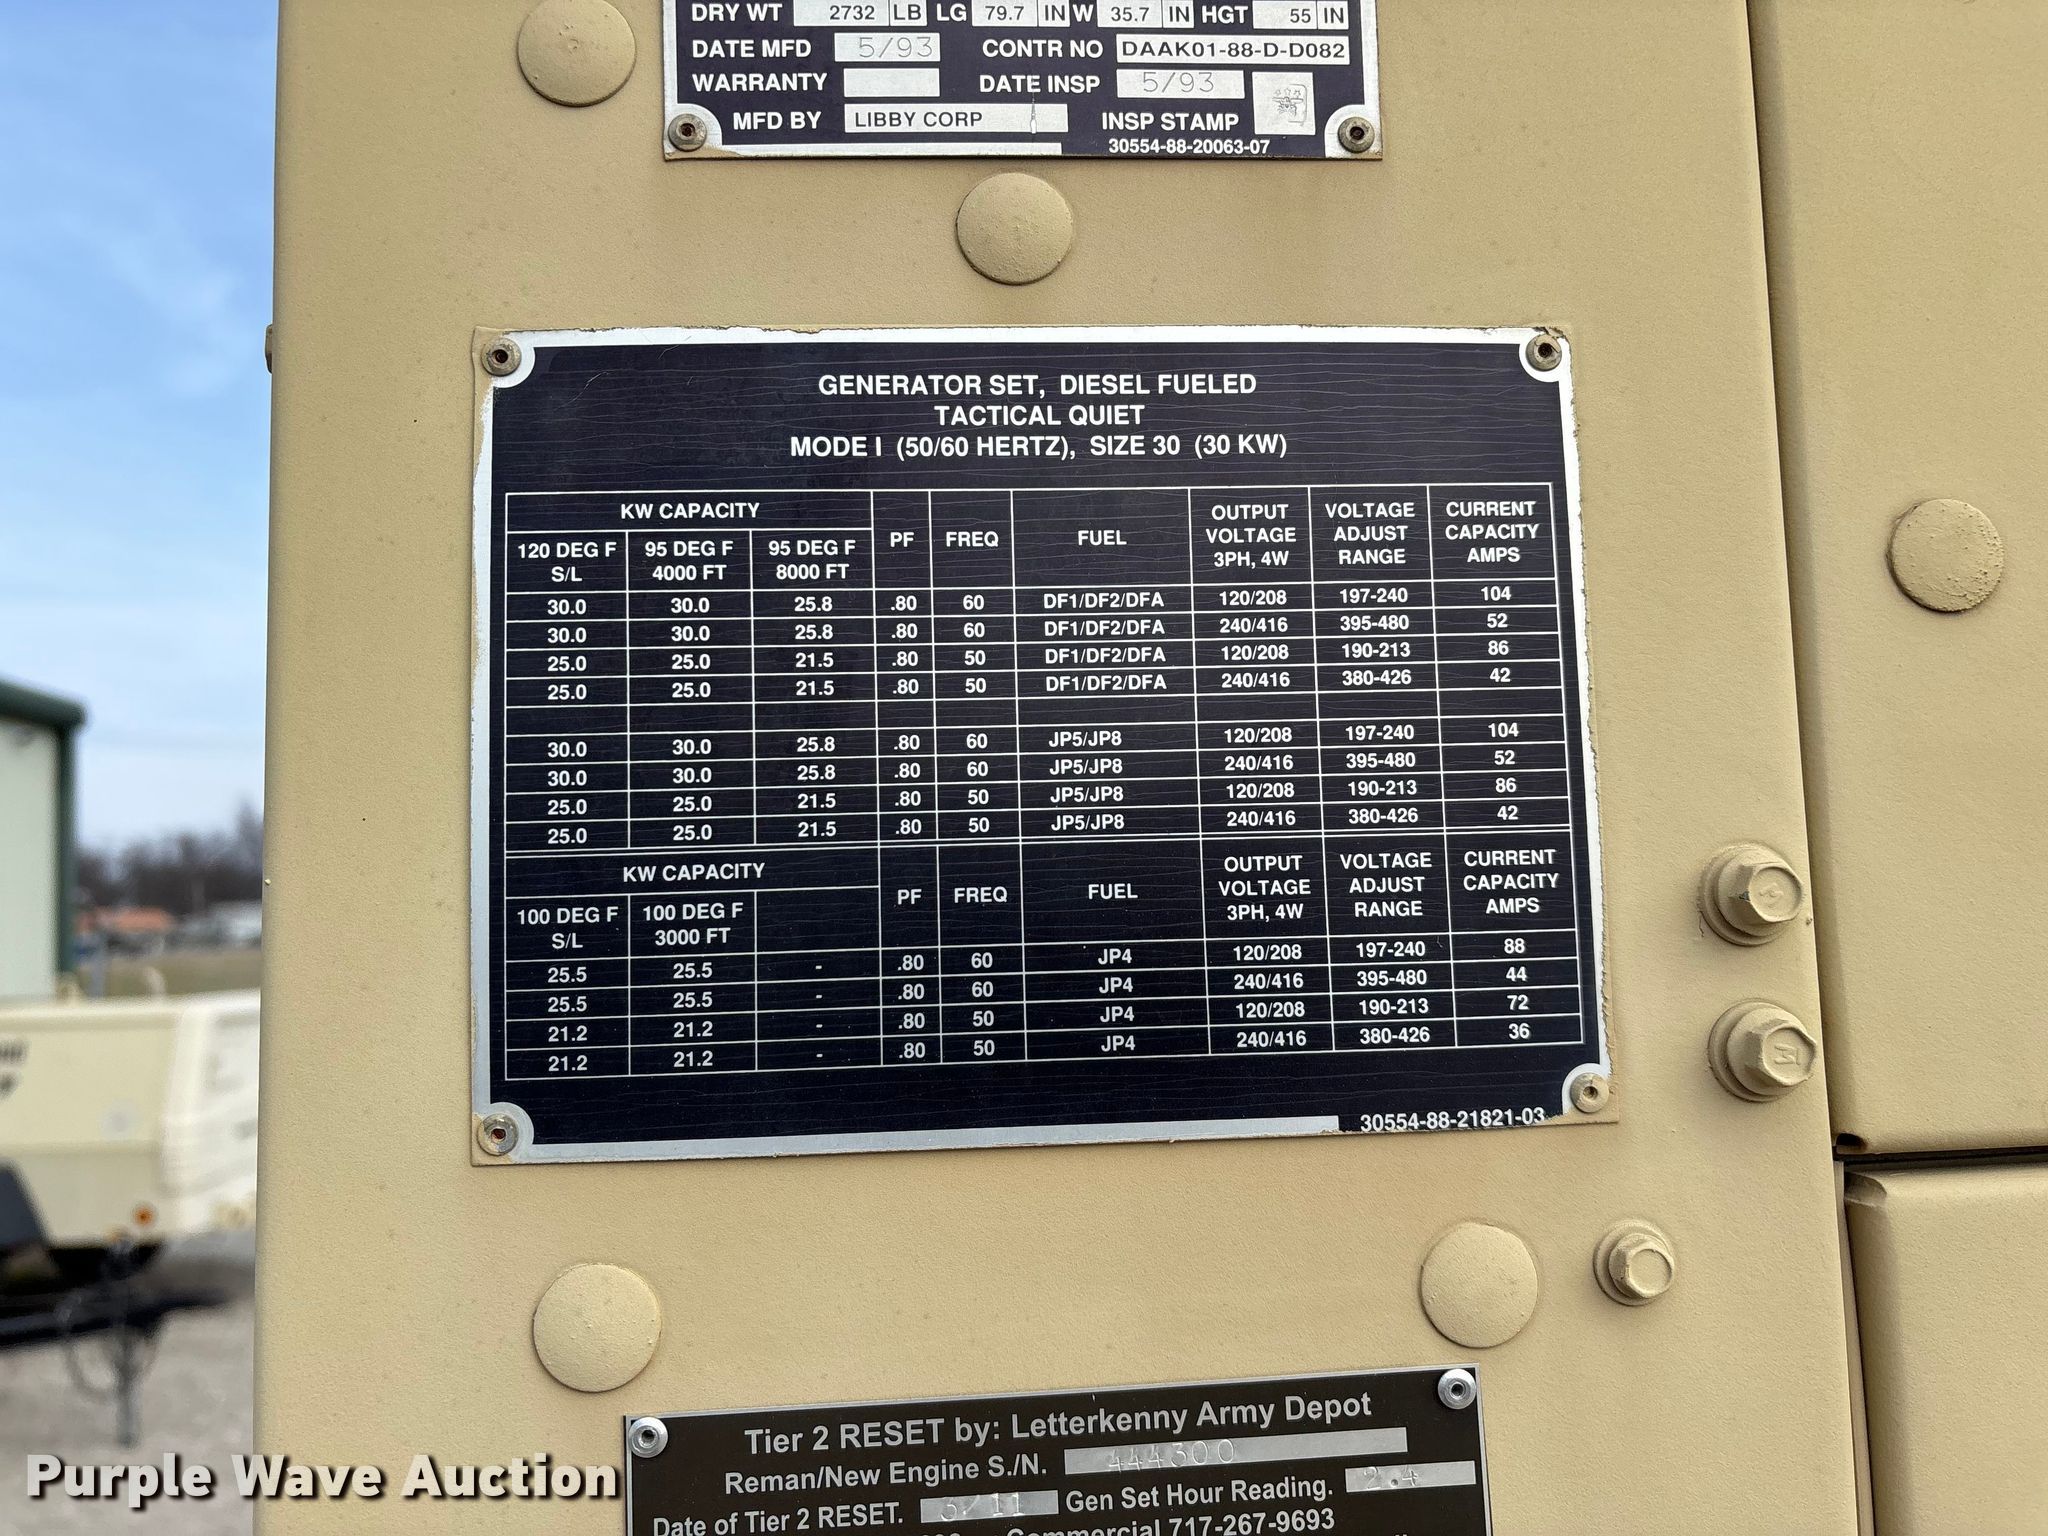 DRY WT 2732 LB LG 79.7 IN W 35.7 IN HGT 55 IN
DATE MFD 5/93 CONTR NO DAAK01-88-D-D082
WARRANTY DATE INSP 5/93
MFD BY LIBBY CORP INSP STAMP
30554-88-20063-07
GENERATOR SET, DIESEL FUELED
TACTICAL QUIET
MODE I (50/60 HERTZ), SIZE 30 (30 KW)
KW CAPACITY PF FREQ FUEL OUTPUT VOLTAGE 3PH, 4W VOLTAGE ADJUST RANGE CURRENT CAPACITY AMPS
120 DEG F S/L 95 DEG F 4000 FT 95 DEG F 8000 FT
30.0 30.0 25.8 .80 60 DF1/DF2/DFA 120/208 197-240 104
30.0 30.0 25.8 .80 60 DF1/DF2/DFA 240/416 395-480 52
25.0 25.0 21.5 .80 50 DF1/DF2/DFA 120/208 190-213 86
25.0 25.0 21.5 .80 50 DF1/DF2/DFA 240/416 380-426 42
30.0 30.0 25.8 .80 60 JP5/JP8 120/208 197-240 104
30.0 30.0 25.8 .80 60 JP5/JP8 240/416 395-480 52
25.0 25.0 21.5 .80 50 JP5/JP8 120/208 190-213 86
25.0 25.0 21.5 .80 50 JP5/JP8 240/416 380-426 42
KW CAPACITY PF FREQ FUEL OUTPUT VOLTAGE 3PH, 4W VOLTAGE ADJUST RANGE CURRENT CAPACITY AMPS
100 DEG F S/L 100 DEG F 3000 FT
25.5 25.5 - .80 60 JP4 120/208 197-240 88
25.5 25.5 - .80 60 JP4 240/416 395-480 44
21.2 21.2 - .80 50 JP4 120/208 190-213 72
21.2 21.2 - .80 50 JP4 240/416 380-426 36
30554-88-21821-03
Tier 2 RESET by: Letterkenny Army Depot
Reman/New Engine S./N. 444300
Date of Tier 2 RESET. 3/11 Gen Set Hour Reading. 2.4
Commercial 717-267-9693
Purple Wave Auction